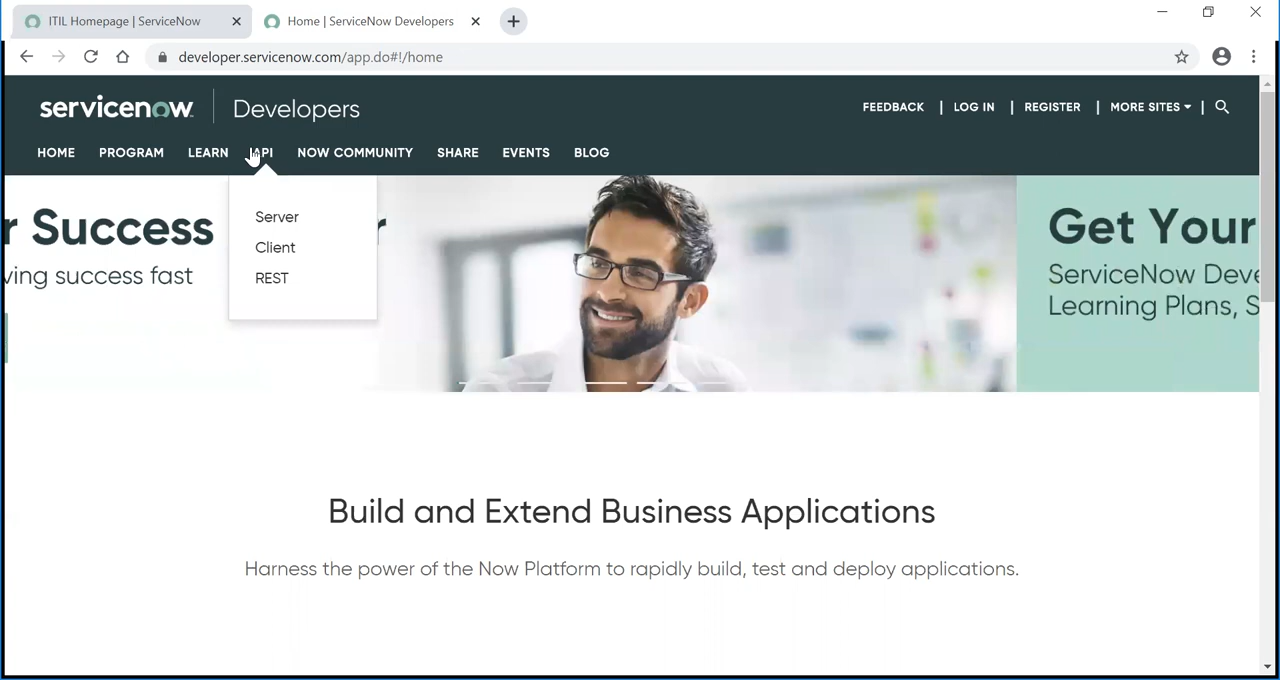 ITIL Homepage | ServiceNow
Home | ServiceNow Developers
developer.servicenow.com/app.do#!/home
servicenow Developers
FEEDBACK | LOG IN | REGISTER | MORE SITES |
HOME PROGRAM LEARN API NOW COMMUNITY SHARE EVENTS BLOG
Server
Client
REST
r Success r
ving success fast
Get Your
ServiceNow Deve
Learning Plans, S
Build and Extend Business Applications
Harness the power of the Now Platform to rapidly build, test and deploy applications.